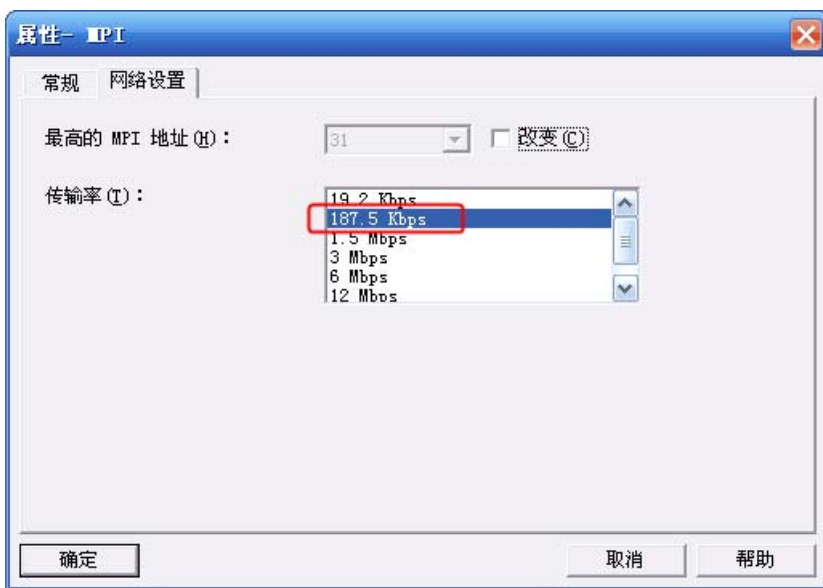 属性- MPI
常规 网络设置
最高的 MPI 地址(H)： 31 改变(C)
传输率(T)：
19.2 Kbps
187.5 Kbps
1.5 Mbps
3 Mbps
6 Mbps
12 Mbps
确定 取消 帮助